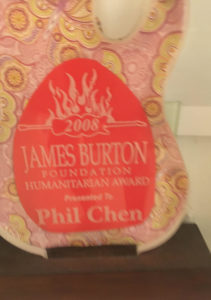 2008
JAMES BURTON
FOUNDATION
HUMANITARIAN AWARD
Presented To
Phil Chen